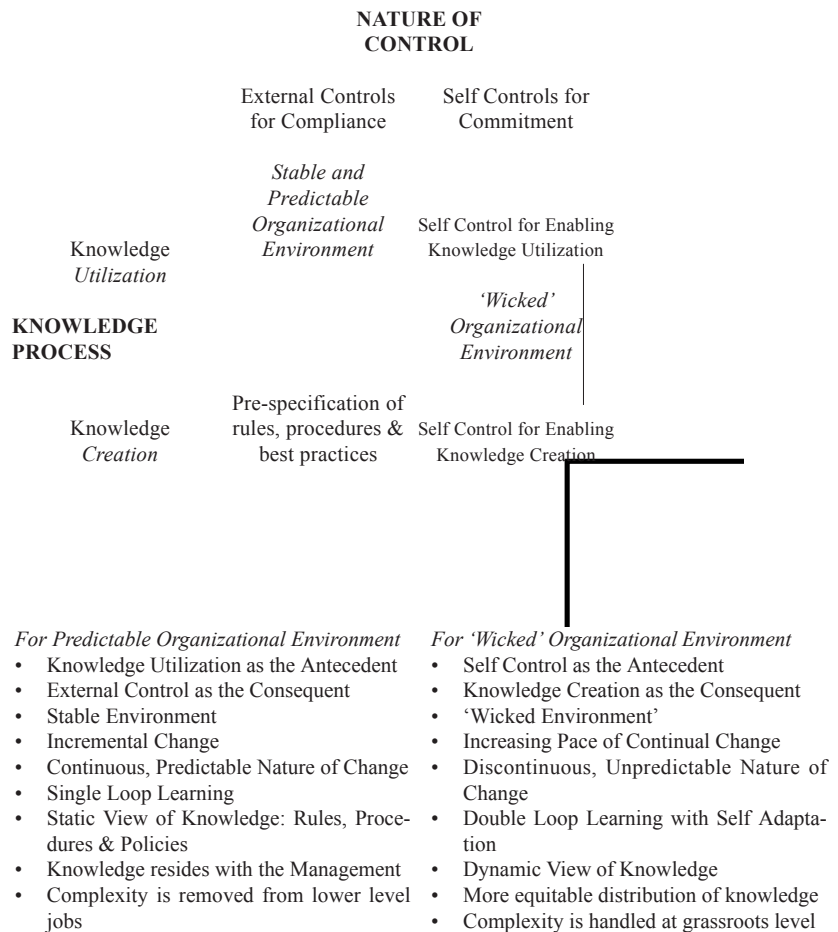 NATURE OF
CONTROL
External Controls
for Compliance
Self Controls for
Commitment
Stable and
Predictable
Organizational
Environment
Self Control for Enabling
Knowledge Utilization
Knowledge
Utilization
‘Wicked’
Organizational
Environment
KNOWLEDGE
PROCESS
Knowledge
Creation
Pre-specification of
rules, procedures &
best practices
Self Control for Enabling
Knowledge Creation
For Predictable Organizational Environment
• Knowledge Utilization as the Antecedent
• External Control as the Consequent
• Stable Environment
• Incremental Change
• Continuous, Predictable Nature of Change
• Single Loop Learning
• Static View of Knowledge: Rules, Proce-
dures & Policies
• Knowledge resides with the Management
• Complexity is removed from lower level
jobs
For ‘Wicked’ Organizational Environment
• Self Control as the Antecedent
• Knowledge Creation as the Consequent
• ‘Wicked Environment’
• Increasing Pace of Continual Change
• Discontinuous, Unpredictable Nature of
Change
• Double Loop Learning with Self Adapta-
tion
• Dynamic View of Knowledge
• More equitable distribution of knowledge
• Complexity is handled at grassroots level